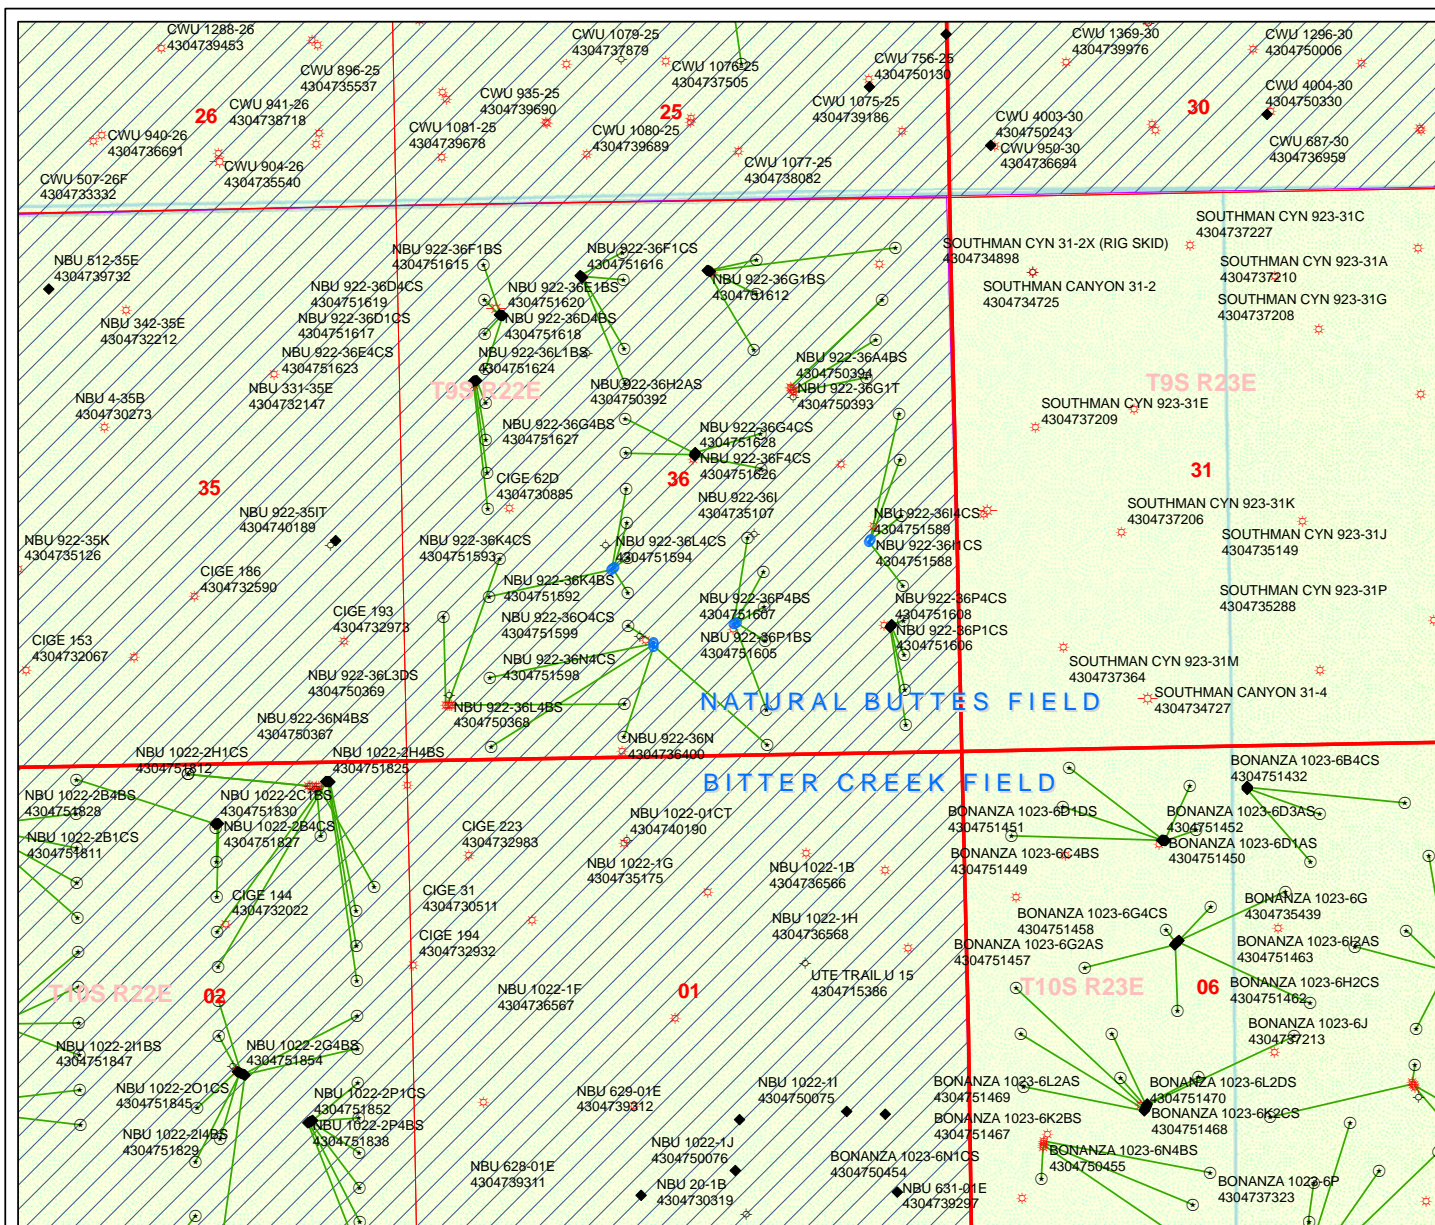 CWU 1288-26
4304739453
CWU 896-25
4304735537
CWU 941-26
4304738718
26
CWU 940-26
4304736691
CWU 904-26
4304735540
CWU 507-26F
4304733332
CWU 1079-25
4304737879
CWU 1076-25
4304737505
CWU 935-25
4304739690
25
CWU 1081-25
4304739678
CWU 1080-25
4304739689
CWU 1077-25
4304738082
CWU 756-25
4304750130
CWU 1075-25
4304739186
CWU 1369-30
4304739976
CWU 1296-30
4304750006
CWU 4004-30
4304750330
30
CWU 4003-30
4304750243
CWU 950-30
4304736694
CWU 687-30
4304736959
NBU 512-35E
4304739732
NBU 342-35E
4304732212
NBU 4-35B
4304730273
NBU 922-36F1BS
4304751615
NBU 922-36D4CS
4304751619
NBU 922-36D1CS
4304751617
NBU 922-36E4CS
4304751623
NBU 331-35E
4304732147
NBU 922-36E1BS
4304751620
NBU 922-36D4BS
4304751618
NBU 922-36L1BS
4304751624
NBU 922-36F1CS
4304751616
NBU 922-36G1BS
4304751612
T9S R22E
NBU 922-36H2AS
4304750392
NBU 922-36A4BS
4304750394
NBU 922-36G1T
4304750393
NBU 922-36G4BS
4304751627
NBU 922-36G4CS
4304751628
NBU 922-36F4CS
4304751626
36
CIGE 62D
4304730885
NBU 922-36I
4304735107
NBU 922-36I4CS
4304751589
NBU 922-36I1CS
4304751588
35
NBU 922-35IT
4304740189
NBU 922-35K
4304735126
CIGE 186
4304732590
CIGE 193
4304732973
CIGE 153
4304732067
NBU 922-36K4CS
4304751593
NBU 922-36L4CS
4304751594
NBU 922-36K4BS
4304751592
NBU 922-36O4CS
4304751599
NBU 922-36N4CS
4304751598
NBU 922-36P4BS
4304751607
NBU 922-36P1BS
4304751605
NBU 922-36P4CS
4304751608
NBU 922-36P1CS
4304751606
NBU 922-36L3DS
4304750369
NBU 922-36L4BS
4304750368
NBU 922-36N4BS
4304750367
NBU 922-36N
4304736400
NATURAL BUTTES FIELD
SOUTHMAN CYN 923-31C
4304737227
SOUTHMAN CYN 31-2X (RIG SKID)
4304734898
SOUTHMAN CYN 923-31A
4304737210
SOUTHMAN CANYON 31-2
4304734725
SOUTHMAN CYN 923-31G
4304737208
T9S R23E
SOUTHMAN CYN 923-31E
4304737209
31
SOUTHMAN CYN 923-31K
4304737206
SOUTHMAN CYN 923-31J
4304735149
SOUTHMAN CYN 923-31P
4304735288
SOUTHMAN CYN 923-31M
4304737364
SOUTHMAN CANYON 31-4
4304734727
BITTER CREEK FIELD
NBU 1022-2H1CS
4304751812
NBU 1022-2H4BS
4304751825
NBU 1022-2B4BS
4304751828
NBU 1022-2C1BS
4304751830
NBU 1022-2B4CS
4304751827
NBU 1022-2B1CS
4304751811
CIGE 144
4304732022
T10S R22E
02
NBU 1022-2I1BS
4304751847
NBU 1022-2G4BS
4304751854
NBU 1022-2O1CS
4304751845
NBU 1022-2P1CS
4304751852
NBU 1022-2P4BS
4304751838
NBU 1022-2I4BS
4304751829
CIGE 223
4304732983
NBU 1022-01CT
4304740190
NBU 1022-1G
4304735175
NBU 1022-1B
4304736566
CIGE 31
4304730511
CIGE 194
4304732932
NBU 1022-1H
4304736568
UTE TRAIL U 15
4304715386
NBU 1022-1F
4304736567
01
NBU 629-01E
4304739312
NBU 1022-1I
4304750075
NBU 1022-1J
4304750076
NBU 628-01E
4304739311
NBU 20-1B
4304730319
BONANZA 1023-6N1CS
4304750454
NBU 631-01E
4304739297
BONANZA 1023-6B4CS
4304751432
BONANZA 1023-6D1DS
4304751451
BONANZA 1023-6D3AS
4304751452
BONANZA 1023-6D1AS
4304751450
BONANZA 1023-6C4BS
4304751449
BONANZA 1023-6G
4304735439
BONANZA 1023-6G4CS
4304751458
BONANZA 1023-6G2AS
4304751457
BONANZA 1023-6I2AS
4304751463
BONANZA 1023-6H2CS
4304751462
T10S R23E
06
BONANZA 1023-6J
4304737213
BONANZA 1023-6L2AS
4304751469
BONANZA 1023-6L2DS
4304751470
BONANZA 1023-6K2CS
4304751468
BONANZA 1023-6K2BS
4304751467
BONANZA 1023-6N4BS
4304750455
BONANZA 1023-6P
4304737323